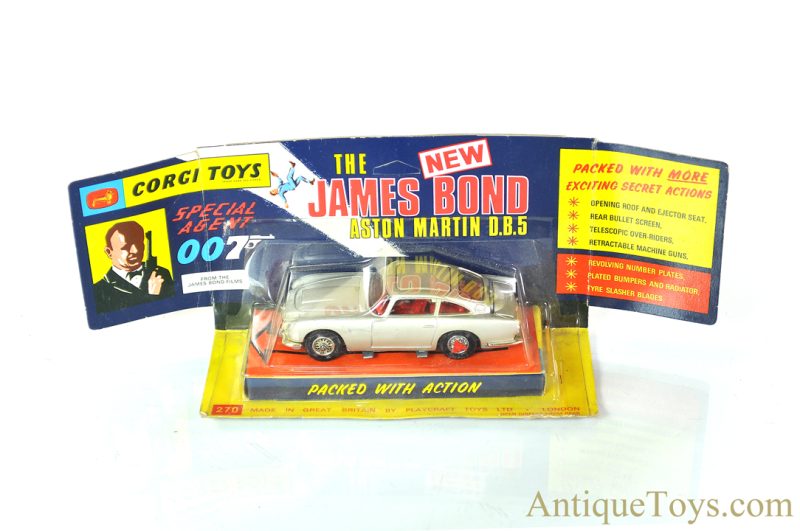 CORGI TOYS
SPECIAL
AGENT
007
FROM THE
JAMES BOND FILMS
THE
NEW
JAMES BOND
ASTON MARTIN D.B.5
PACKED WITH MORE
EXCITING SECRET ACTIONS
OPENING ROOF AND EJECTOR SEAT.
REAR BULLET SCREEN,
TELESCOPIC OVER-RIDERS,
RETRACTABLE MACHINE GUNS.
REVOLVING NUMBER PLATES.
PLATED BUMPERS AND RADIATOR
TYRE SLASHER BLADES.
PACKED WITH ACTION
270 MADE IN GREAT BRITAIN BY PLAYCRAFT TOYS LTD . LONDON
AntiqueToys.com